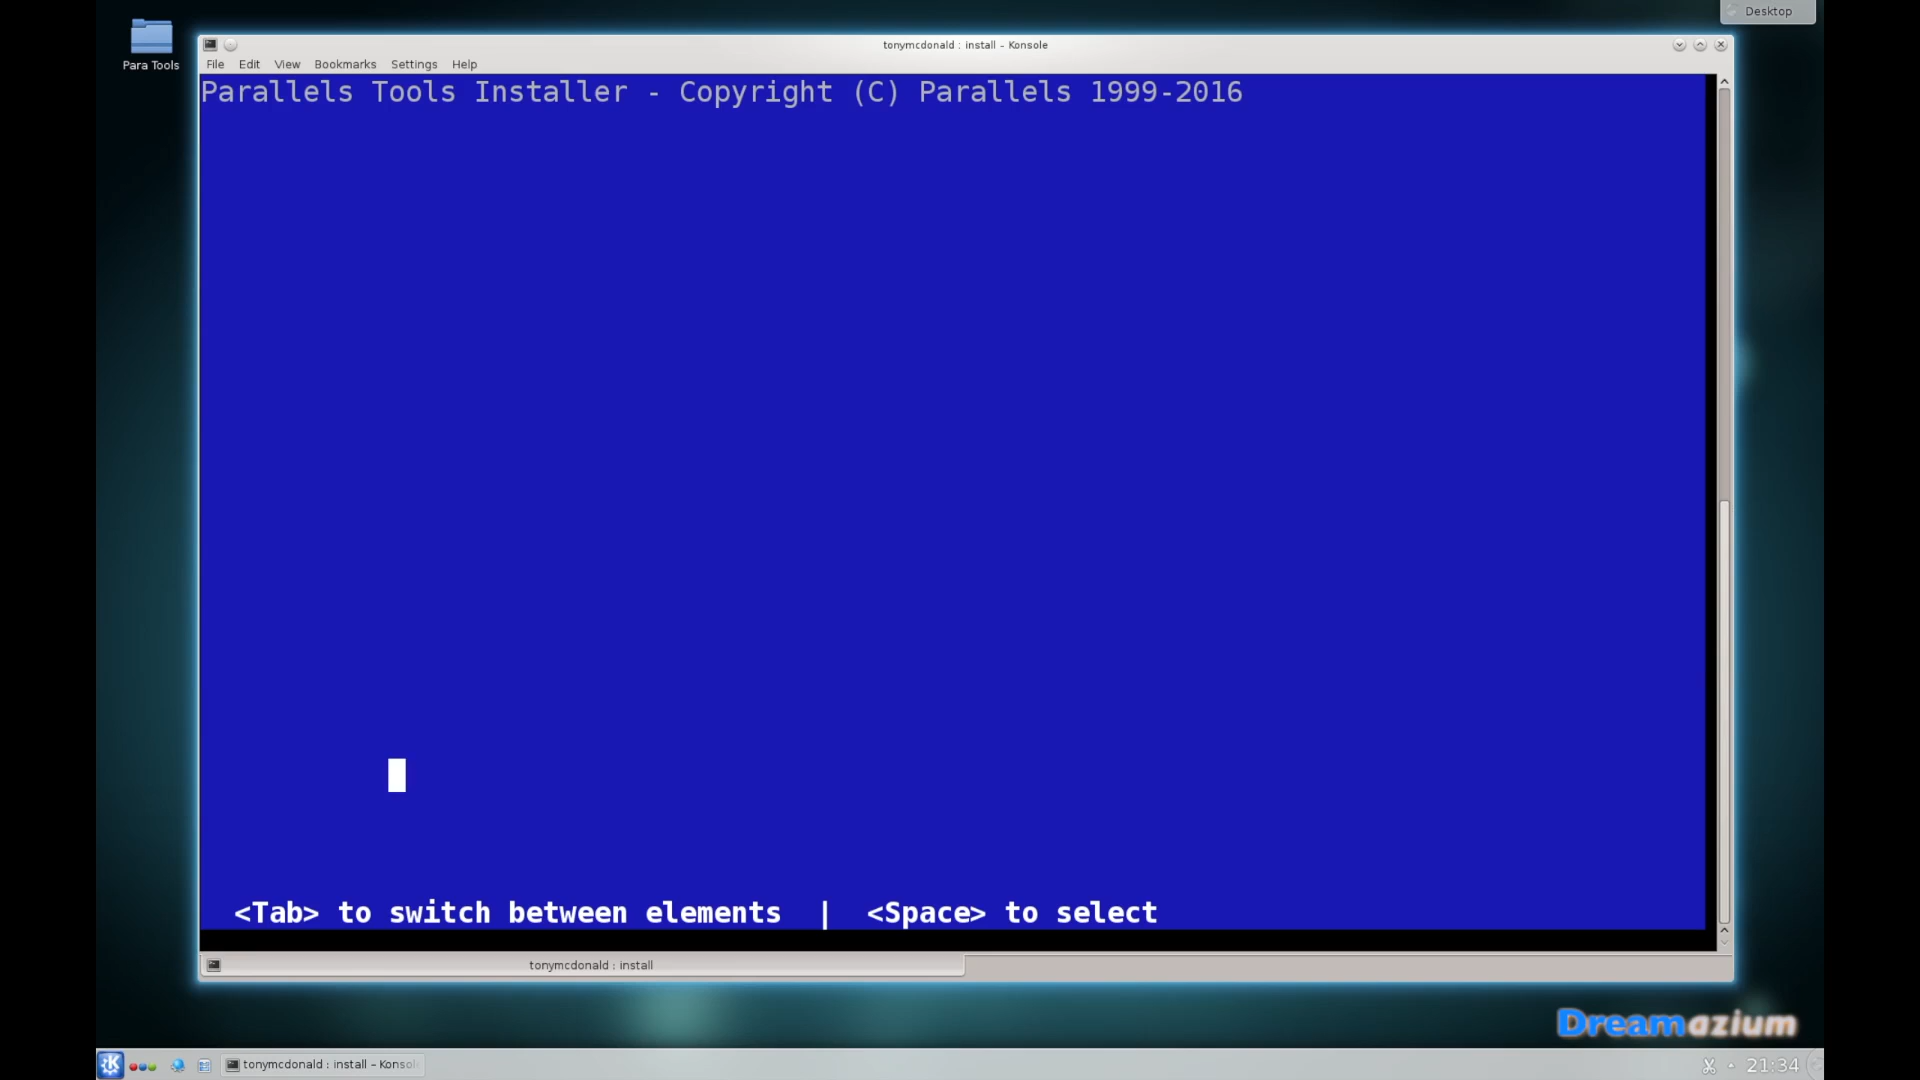 Desktop
Para Tools
tonymcdonald : install – Konsole
File Edit View Bookmarks Settings Help
Parallels Tools Installer - Copyright (C) Parallels 1999-2016
<Tab> to switch between elements | <Space> to select
tonymcdonald : install
Dreamazium
tonymcdonald : install – Konsol
21:34